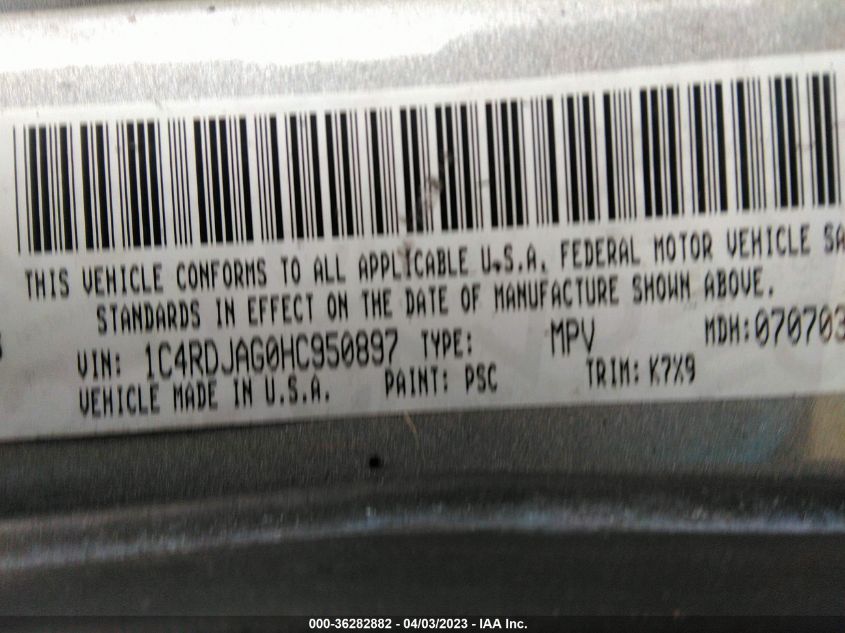 THIS VEHICLE CONFORMS TO ALL APPLICABLE U.S.A. FEDERAL MOTOR VEHICLE SA
STANDARDS IN EFFECT ON THE DATE OF MANUFACTURE SHOWN ABOVE.
VIN: 1C4RDJAG0HC950897 TYPE: MPV MDH:070703
VEHICLE MADE IN U.S.A. PAINT: PSC TRIM: K7X9
000-36282882 - 04/03/2023 - IAA Inc.